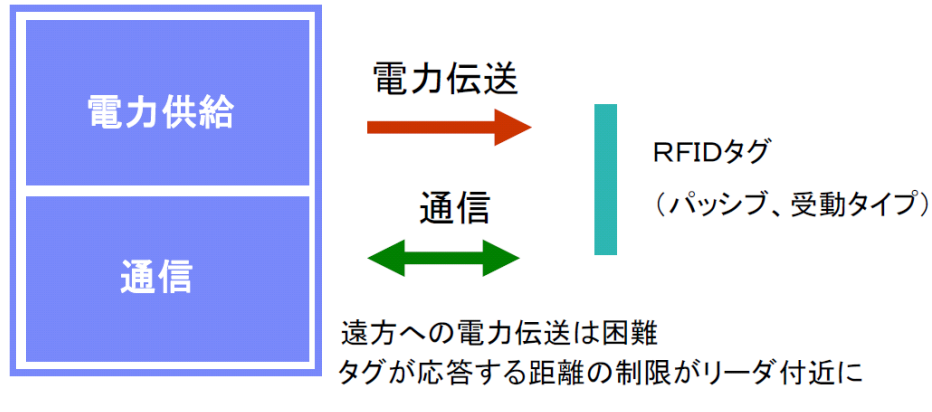 電力供給
通信
電力伝送
通信
RFIDタグ
（パッシブ、受動タイプ）
遠方への電力伝送は困難
タグが応答する距離の制限がリーダ付近に